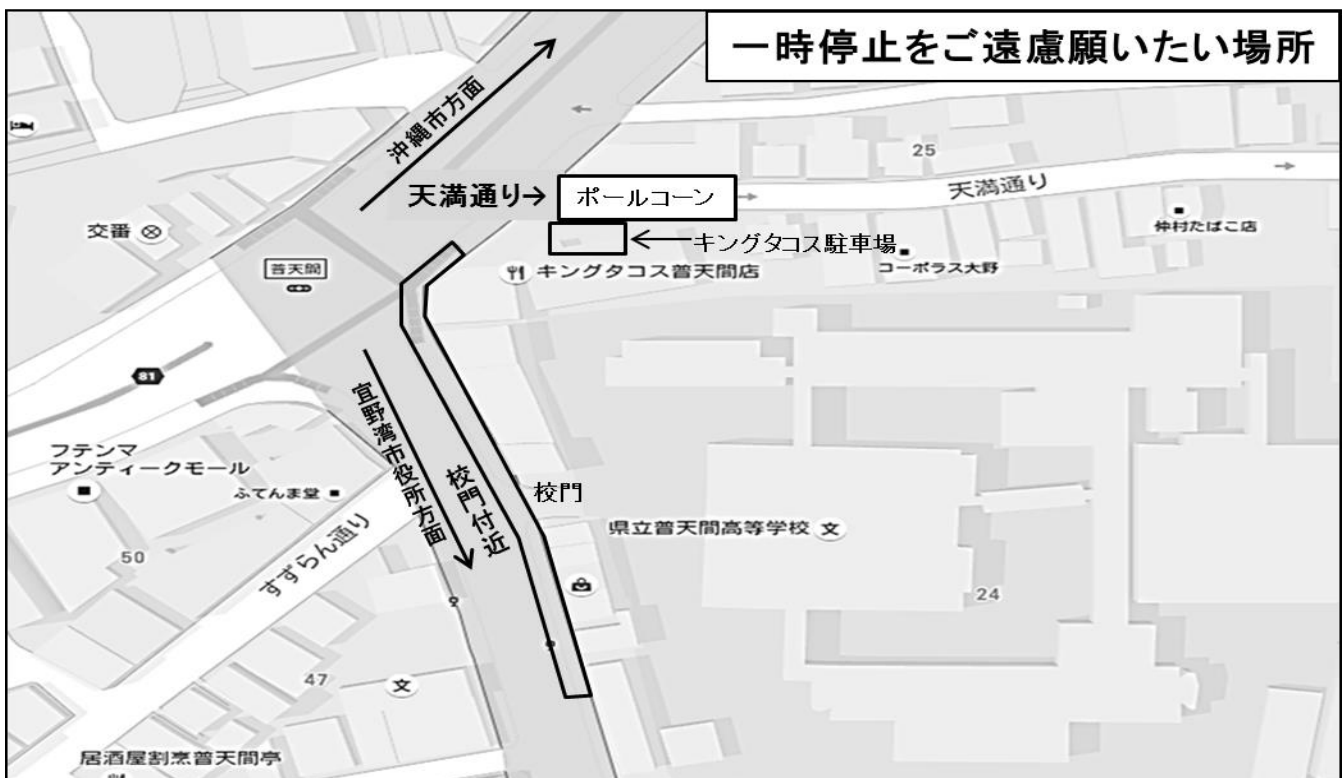 一時停止をご遠慮願いたい場所
沖縄市方面
25
天満通り→
ポールコーン
天満通り
交番
キングタコス駐車場
仲村たばこ店
普天間
キングタコス普天間店
コーポラス大野
81
宜野湾市役所方面
フテンマ
アンティークモール
ふてんま堂
校門付近
校門
県立普天間高等学校
文
50
すずらん通り
24
9
9
47
文
居酒屋割烹普天間亭